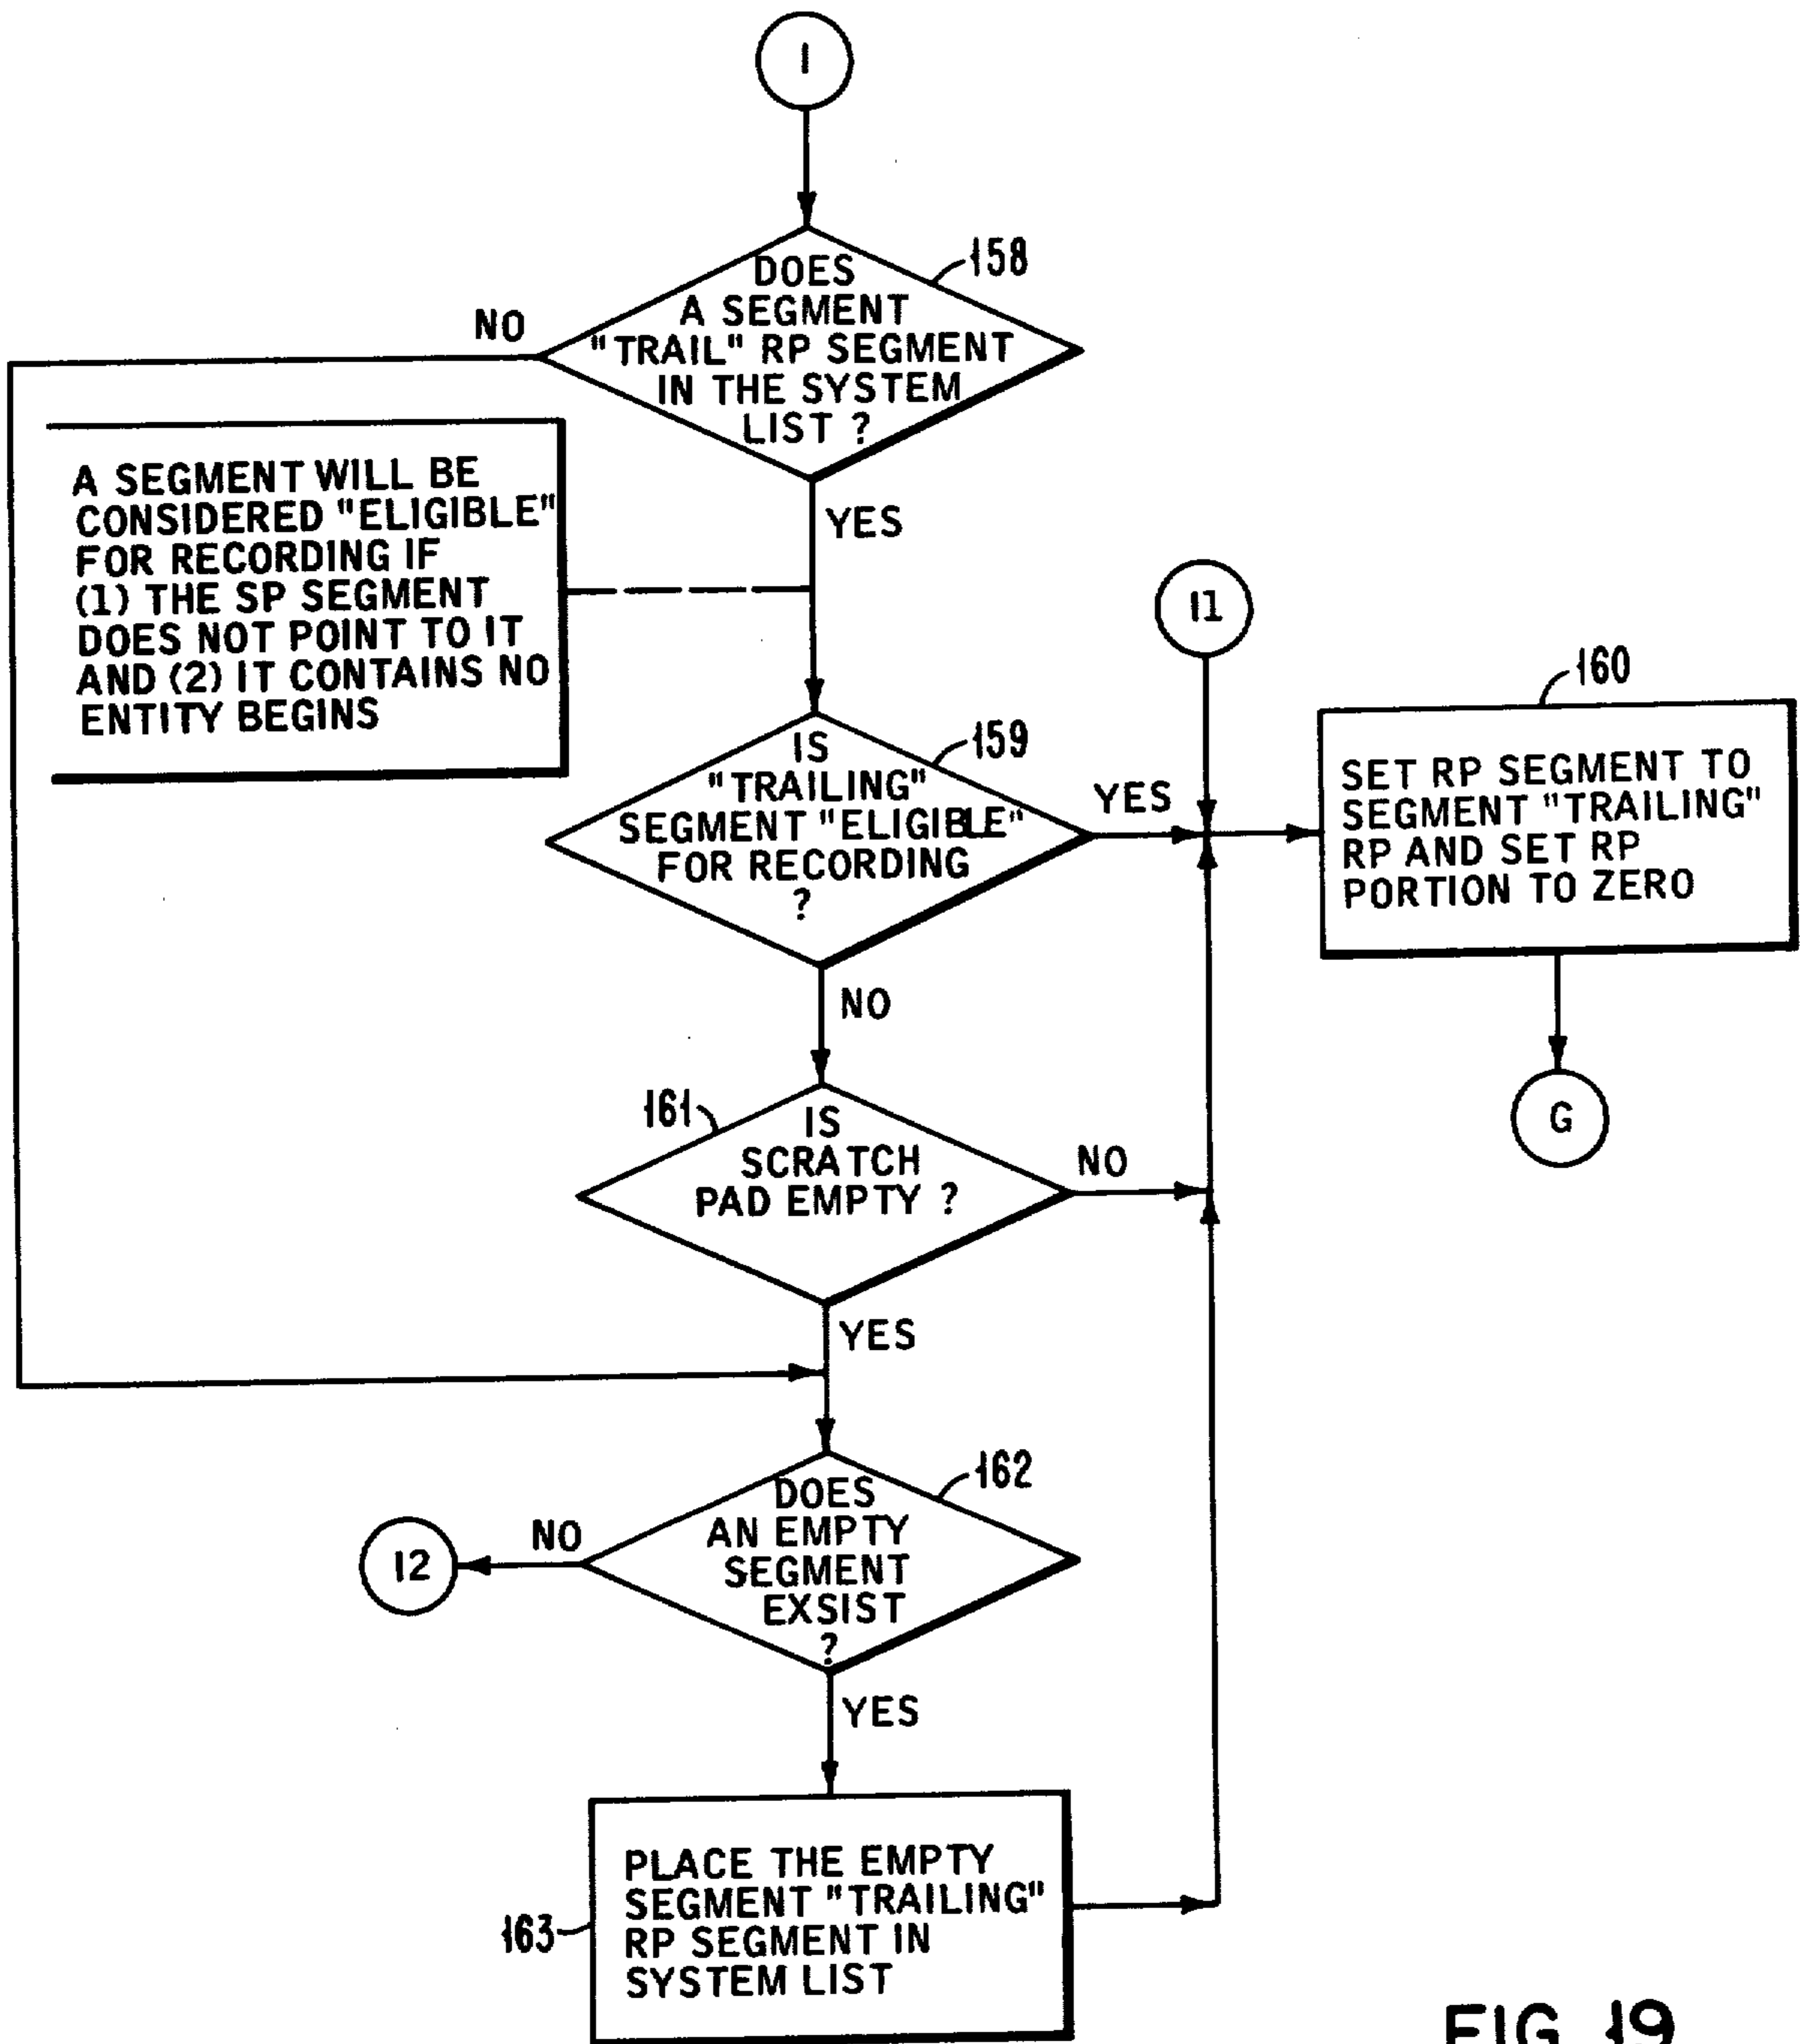 I
DOES
A SEGMENT
"TRAIL" RP SEGMENT
IN THE SYSTEM
LIST ?
158
NO
YES
A SEGMENT WILL BE
CONSIDERED "ELIGIBLE"
FOR RECORDING IF
(1) THE SP SEGMENT
DOES NOT POINT TO IT
AND (2) IT CONTAINS NO
ENTITY BEGINS
I1
IS
"TRAILING"
SEGMENT "ELIGIBLE"
FOR RECORDING
?
159
YES
NO
160
SET RP SEGMENT TO
SEGMENT "TRAILING"
RP AND SET RP
PORTION TO ZERO
G
161
IS
SCRATCH
PAD EMPTY ?
NO
YES
162
DOES
AN EMPTY
SEGMENT
EXSIST
?
NO
I2
YES
163
PLACE THE EMPTY
SEGMENT "TRAILING"
RP SEGMENT IN
SYSTEM LIST
FIG. 19